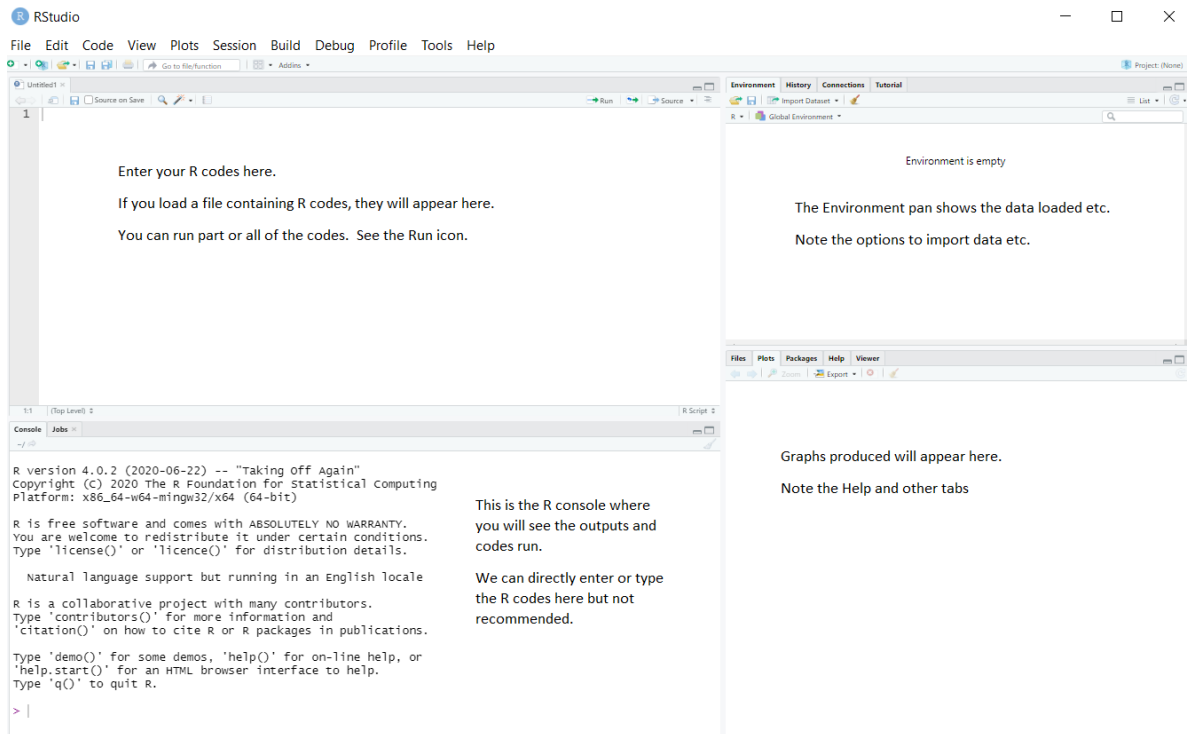 RStudio
File Edit Code View Plots Session Build Debug Profile Tools Help
Go to file/function Addins Project: (None)
Untitled1
Source on Save Run Source
1
Enter your R codes here.
If you load a file containing R codes, they will appear here.
You can run part or all of the codes.  See the Run icon.
1:1 (Top Level) R Script
Console Jobs
~/
R version 4.0.2 (2020-06-22) -- "Taking Off Again"
Copyright (C) 2020 The R Foundation for Statistical Computing
Platform: x86_64-w64-mingw32/x64 (64-bit)
R is free software and comes with ABSOLUTELY NO WARRANTY.
You are welcome to redistribute it under certain conditions.
Type 'license()' or 'licence()' for distribution details.
Natural language support but running in an English locale
R is a collaborative project with many contributors.
Type 'contributors()' for more information and
'citation()' on how to cite R or R packages in publications.
Type 'demo()' for some demos, 'help()' for on-line help, or
'help.start()' for an HTML browser interface to help.
Type 'q()' to quit R.
>
This is the R console where
you will see the outputs and
codes run.
We can directly enter or type
the R codes here but not
recommended.
Environment History Connections Tutorial
Import Dataset List
R Global Environment
Environment is empty
The Environment pan shows the data loaded etc.
Note the options to import data etc.
Files Plots Packages Help Viewer
Zoom Export
Graphs produced will appear here.
Note the Help and other tabs